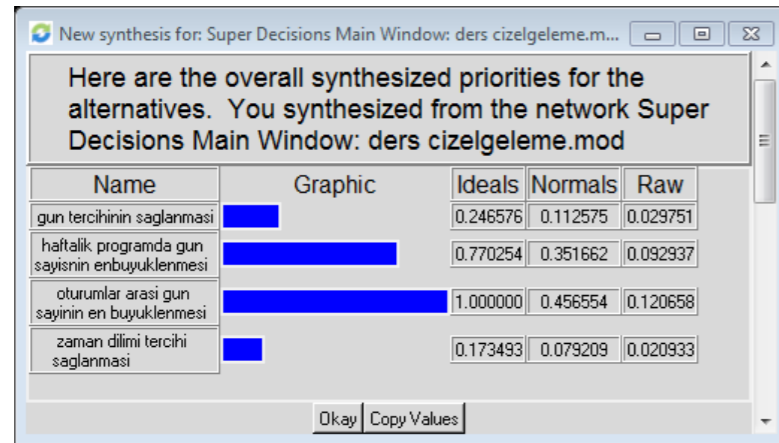 New synthesis for: Super Decisions Main Window: ders cizelgeleme.m...
Here are the overall synthesized priorities for the
alternatives. You synthesized from the network Super
Decisions Main Window: ders cizelgeleme.mod
Name Graphic Ideals Normals Raw
gun tercihinin saglanmasi 0.246576 0.112575 0.029751
haftalik programda gun
sayisnin enbuyuklenmesi 0.770254 0.351662 0.092937
oturumlar arasi gun
sayinin en buyuklenmesi 1.000000 0.456554 0.120658
zaman dilimi tercihi
saglanmasi 0.173493 0.079209 0.020933
Okay Copy Values